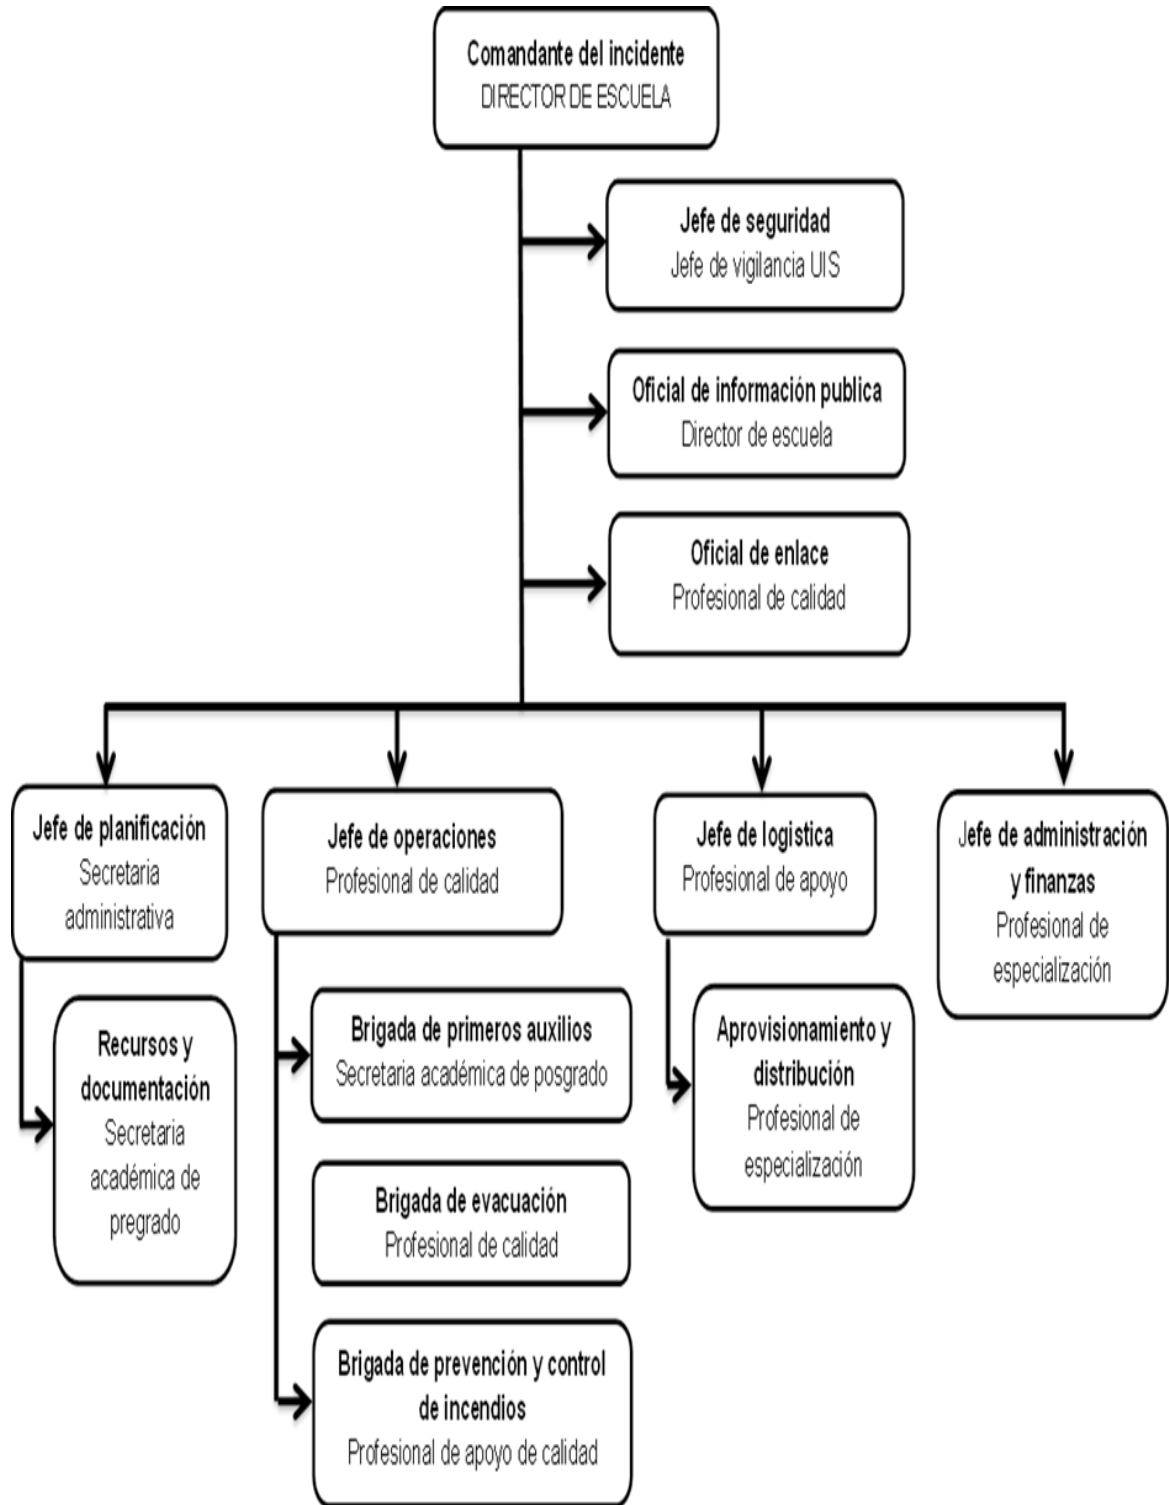 Comandante del incidente
DIRECTOR DE ESCUELA
Jefe de seguridad
Jefe de vigilancia UIS
Oficial de información publica
Director de escuela
Oficial de enlace
Profesional de calidad
Jefe de planificación
Secretaria
administrativa
Recursos y
documentación
Secretaria
académica de
pregrado
Jefe de operaciones
Profesional de calidad
Brigada de primeros auxilios
Secretaria académica de posgrado
Brigada de evacuación
Profesional de calidad
Brigada de prevención y control
de incendios
Profesional de apoyo de calidad
Jefe de logistica
Profesional de apoyo
Aprovisionamiento y
distribución
Profesional de
especialización
Jefe de administración
y finanzas
Profesional de
especialización